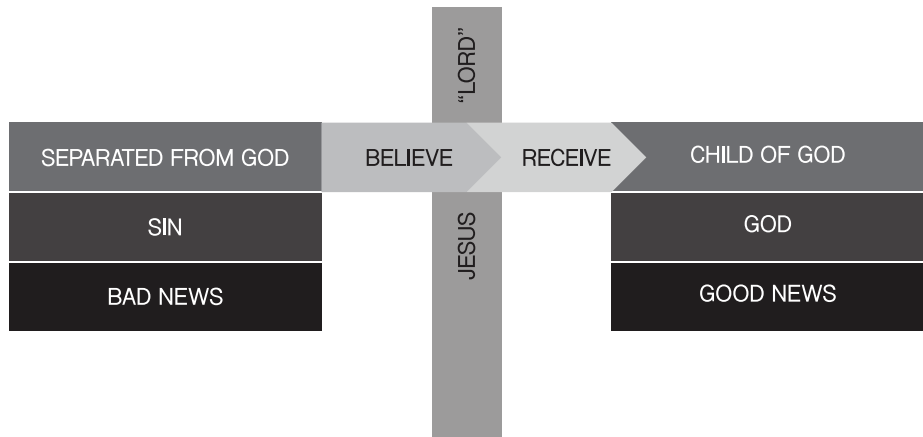 “LORD”
SEPARATED FROM GOD
BELIEVE
RECEIVE
CHILD OF GOD
SIN
JESUS
GOD
BAD NEWS
GOOD NEWS